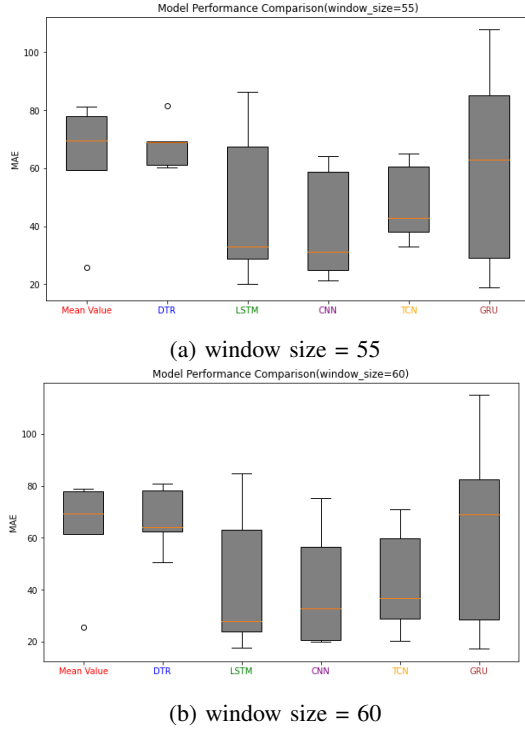 Model Performance Comparison(window_size=55)
100
80
60
40
20
MAE
Mean Value DTR LSTM CNN TCN GRU
(a) window size = 55
Model Performance Comparison(window_size=60)
100
80
60
40
20
MAE
Mean Value DTR LSTM CNN TCN GRU
(b) window size = 60